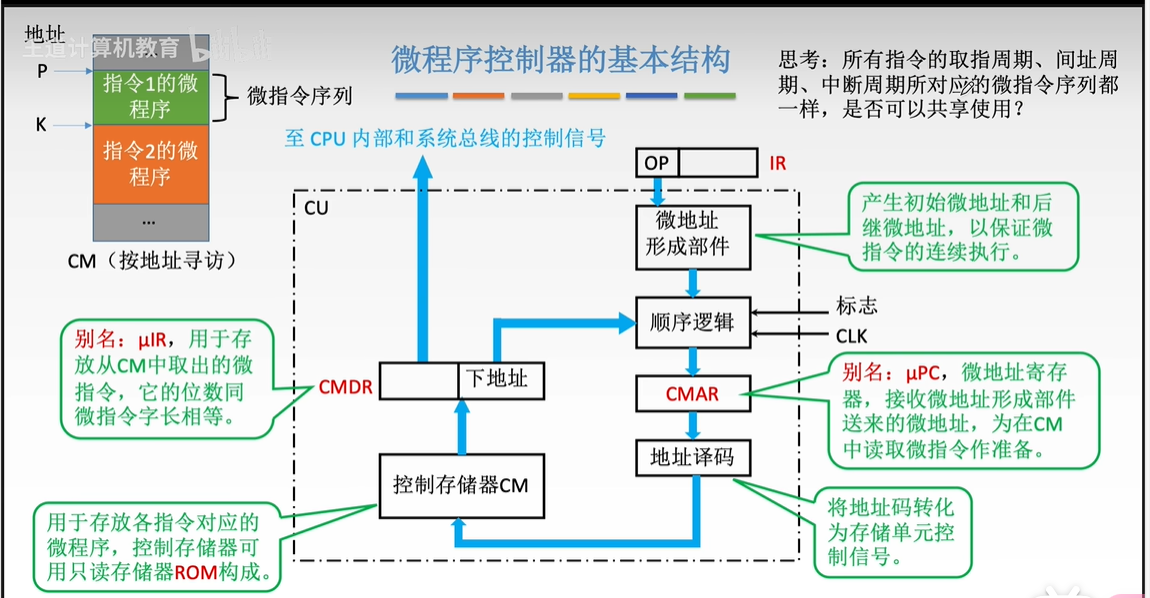 地址
王道计算机教育
P
指令1的微
程序
微指令序列
K
指令2的微
程序
...
CM（按地址寻访）
微程序控制器的基本结构
思考：所有指令的取指周期、间址周
期、中断周期所对应的微指令序列都
一样，是否可以共享使用？
至 CPU 内部和系统总线的控制信号
OP
IR
CU
微地址
形成部件
产生初始微地址和后
继微地址，以保证微
指令的连续执行。
顺序逻辑
标志
CLK
别名：μIR，用于存
放从CM中取出的微
指令，它的位数同
微指令字长相等。
CMDR
下地址
CMAR
别名：μPC，微地址寄存
器，接收微地址形成部件
送来的微地址，为在CM
中读取微指令作准备。
地址译码
控制存储器CM
将地址码转化
为存储单元控
制信号。
用于存放各指令对应的
微程序，控制存储器可
用只读存储器ROM构成。